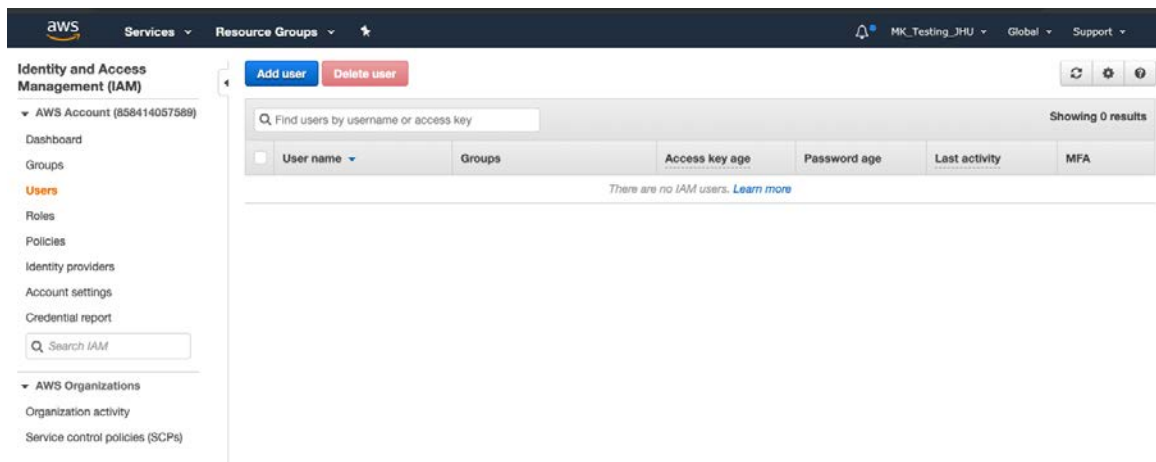 aws Services Resource Groups MK_Testing_JHU Global Support
Identity and Access
Management (IAM)
AWS Account (858414057589)
Dashboard
Groups
Users
Roles
Policies
Identity providers
Account settings
Credential report
Search IAM
AWS Organizations
Organization activity
Service control policies (SCPs)
Add user Delete user
Find users by username or access key Showing 0 results
User name Groups Access key age Password age Last activity MFA
There are no IAM users. Learn more